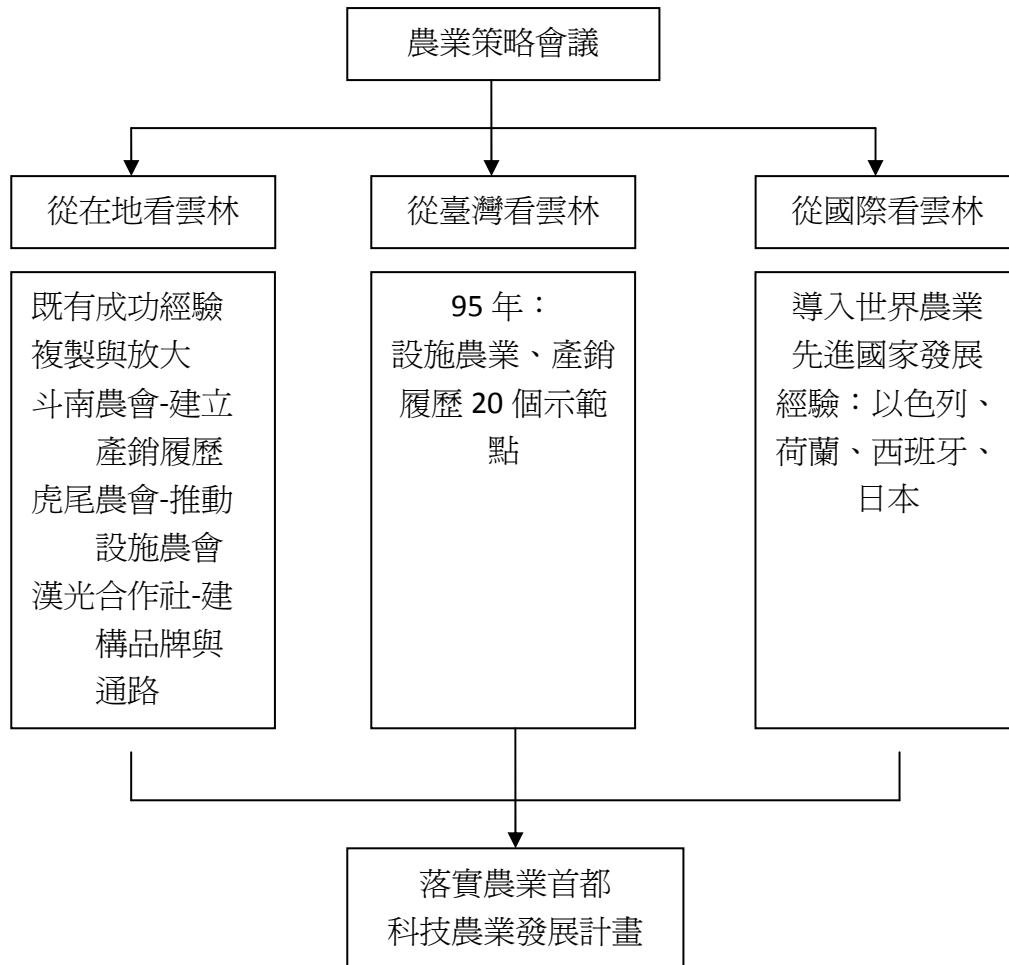 農業策略會議
從在地看雲林
從臺灣看雲林
從國際看雲林
既有成功經驗
複製與放大
斗南農會-建立
產銷履歷
虎尾農會-推動
設施農會
漢光合作社-建
構品牌與
通路
95 年：
設施農業、產銷
履歷 20 個示範
點
導入世界農業
先進國家發展
經驗：以色列、
荷蘭、西班牙、
日本
落實農業首都
科技農業發展計畫